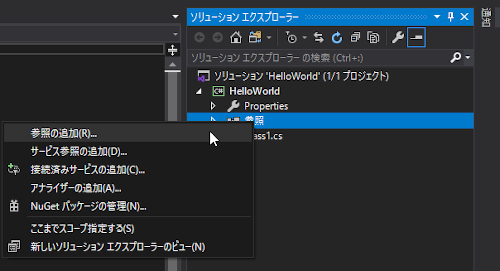 ソリューション エクスプローラー
ソリューション エクスプローラー の検索 (Ctrl+:)
ソリューション 'HelloWorld' (1/1 プロジェクト)
HelloWorld
Properties
参照
ass1.cs
参照の追加(R)...
サービス参照の追加(D)...
接続済みサービスの追加(C)...
アナライザーの追加(A)...
NuGet パッケージの管理(N)...
ここまでスコープ指定する(S)
新しいソリューション エクスプローラーのビュー(N)